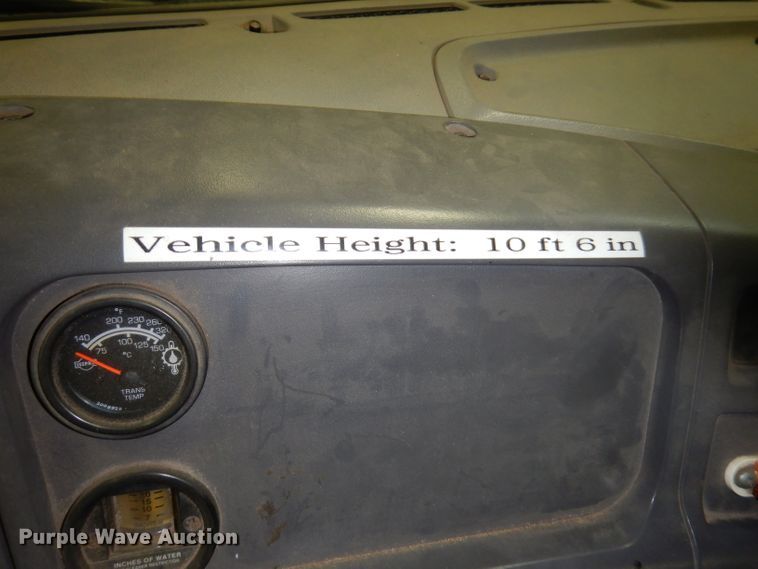 Vehicle Height: 10 ft 6 in
°F
140 200 230 260 320
75 100 125 150
°C
TRANS
TEMP
INCHES OF WATER
Purple Wave Auction